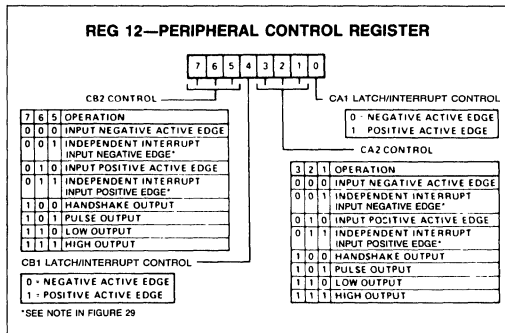 REG 12—PERIPHERAL CONTROL REGISTER
7 6 5 4 3 2 1 0
CB2 CONTROL
CA1 LATCH/INTERRUPT CONTROL
0 - NEGATIVE ACTIVE EDGE
1 POSITIVE ACTIVE EDGE
7 6 5 OPERATION
0 0 0 INPUT NEGATIVE ACTIVE EDGE
0 0 1 INDEPENDENT INTERRUPT
INPUT NEGATIVE EDGE*
0 1 0 INPUT POSITIVE ACTIVE EDGE
0 1 1 INDEPENDENT INTERRUPT
INPUT POSITIVE EDGE*
1 0 0 HANDSHAKE OUTPUT
1 0 1 PULSE OUTPUT
1 1 0 LOW OUTPUT
1 1 1 HIGH OUTPUT
CA2 CONTROL
3 2 1 OPERATION
0 0 0 INPUT NEGATIVE ACTIVE EDGE
0 0 1 INDEPENDENT INTERRUPT
INPUT NEGATIVE EDGE*
0 1 0 INPUT POSITIVE ACTIVE EDGE
0 1 1 INDEPENDENT INTERRUPT
INPUT POSITIVE EDGE*
1 0 0 HANDSHAKE OUTPUT
1 0 1 PULSE OUTPUT
1 1 0 LOW OUTPUT
1 1 1 HIGH OUTPUT
CB1 LATCH/INTERRUPT CONTROL
0 = NEGATIVE ACTIVE EDGE
1 = POSITIVE ACTIVE EDGE
*SEE NOTE IN FIGURE 29